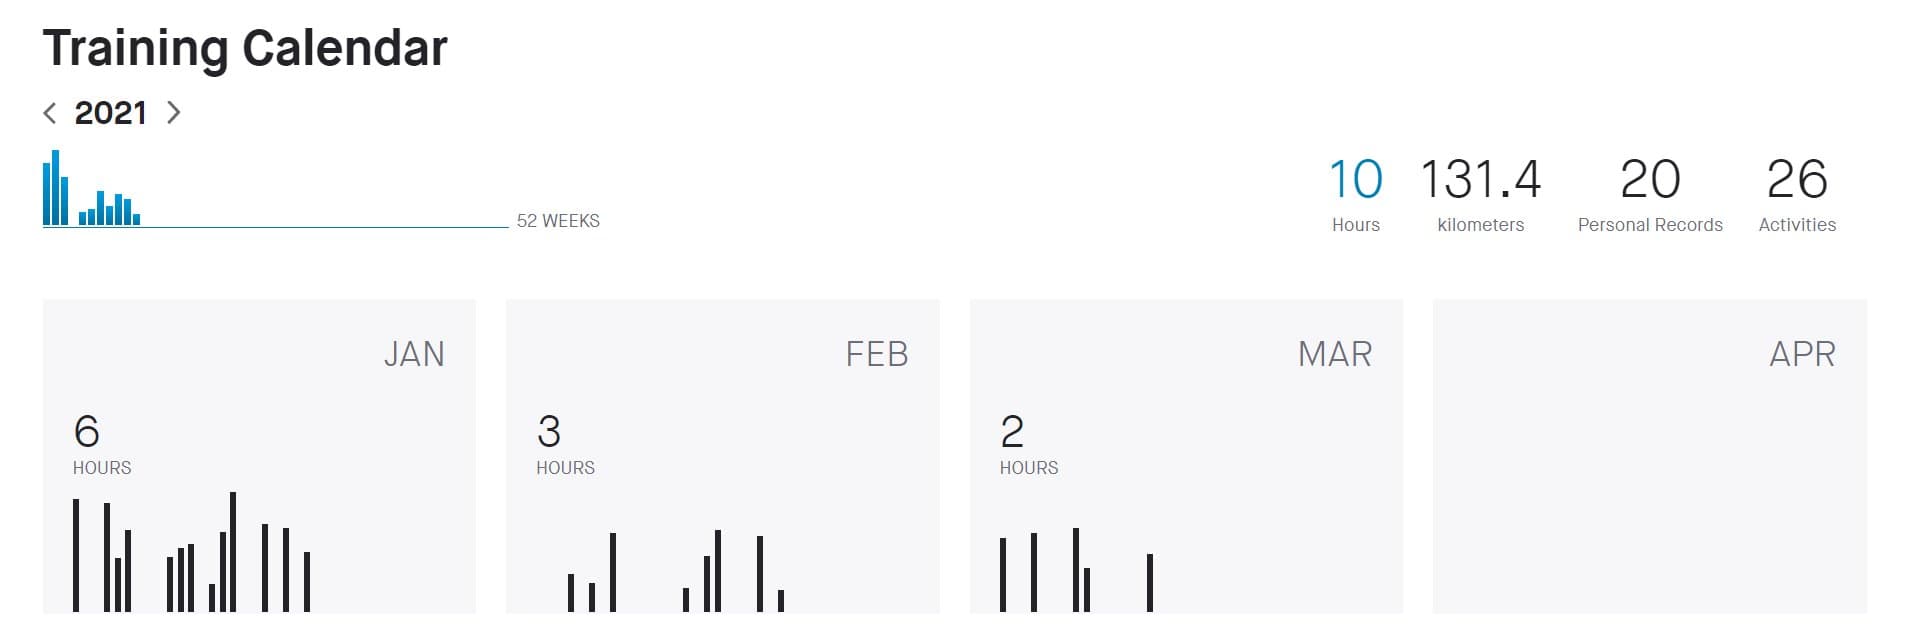 Training Calendar
< 2021 >
52 WEEKS
10 131.4 20 26
Hours kilometers Personal Records Activities
JAN FEB MAR APR
6 3 2
HOURS HOURS HOURS